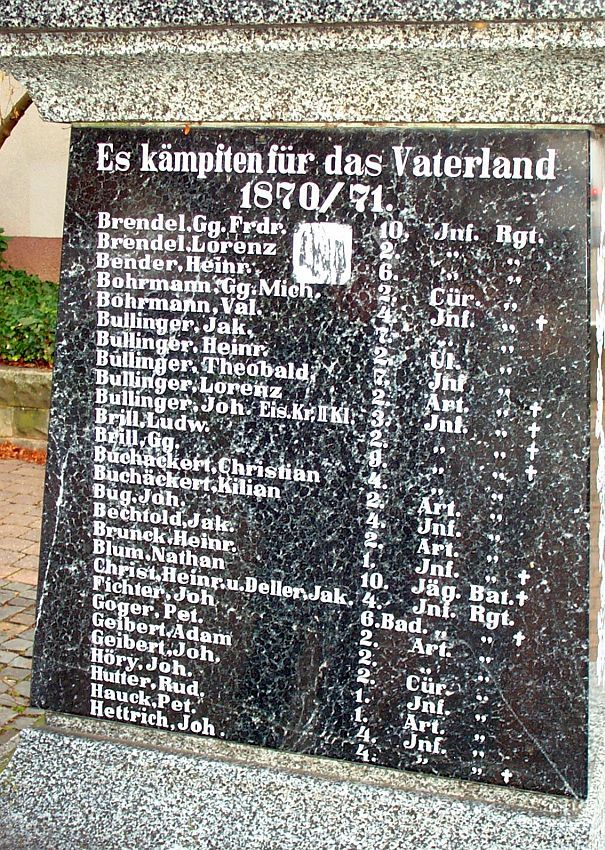 Es kämpften für das Vaterland
1870/71.
Brendel,Gg.Frdr. 10. Jnf. Rgt.
Brendel,Lorenz 2. „ „
Bender,Heinr. 6. „ „
Bohrmann,Gg.Mich. 2. Cür. „
Bohrmann,Val. 4. Jnf. „ †
Bullinger,Jak. 7. „ „
Bullinger,Heinr. 2. Ul. „
Bullinger,Theobald 7. Jnf „
Bullinger,Lorenz 2. Art. „ †
Bullinger,Joh. Eis.Kr.II Kl. 3. Jnf. „ †
Brill,Ludw. 2. „ „ †
Brill,Gg. 9. „ „ †
Buchäckert,Christian 4. „ „
Buchäckert,Kilian 2. Art. „
Bug,Joh. 4. Jnf. „
Bechtold,Jak. 2. Art. „
Brunck,Heinr. 1. Jnf. „ †
Blum,Nathan 10. Jäg. Bat.†
Christ,Heinr.u.Deller,Jak. 4. Jnf. Rgt.
Fichter,Joh 6.Bad. „ „ †
Goger,Pet. 2. Art. „
Geibert,Adam 2. „ „
Geibert,Joh. 2. Cür. „
Höry,Joh. 1. Jnf. „
Hutter,Rud. 1. Art. „
Hauck,Pet. 4. Jnf. „
Hettrich,Joh. 4. „ „ †